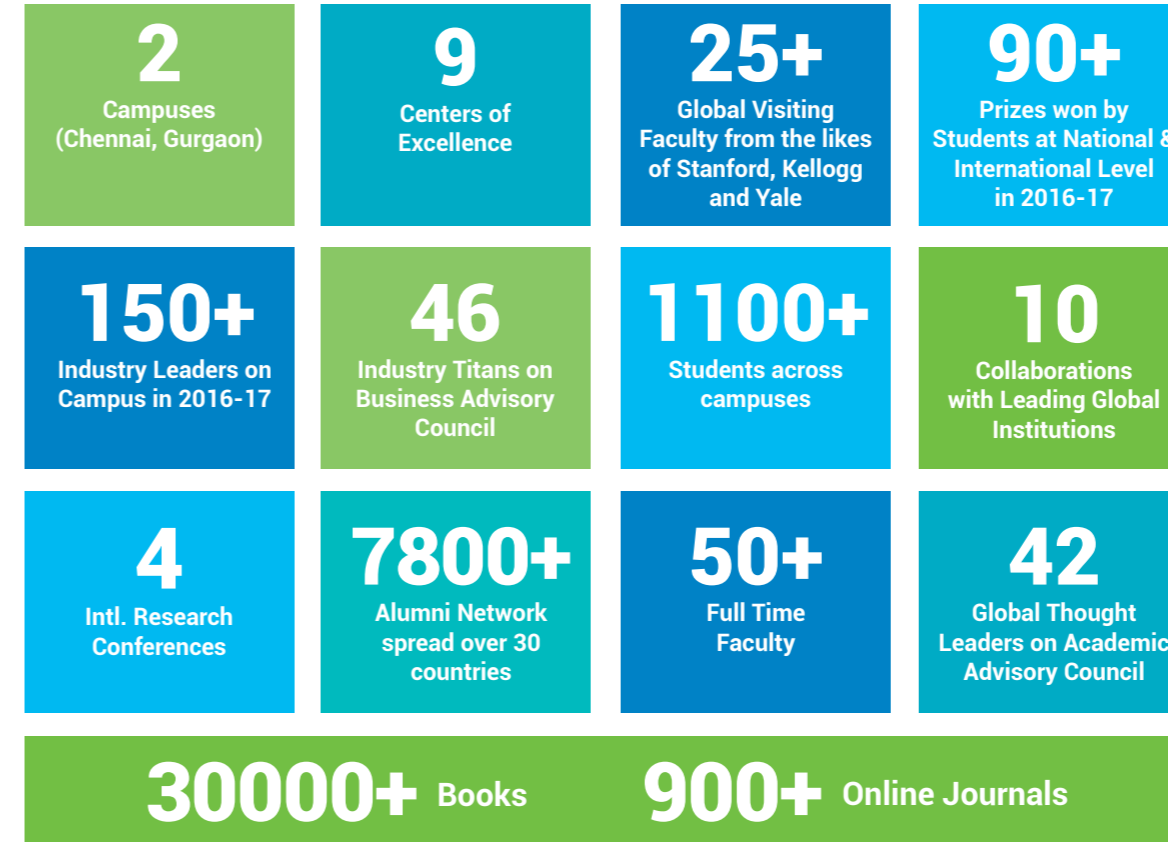 2
Campuses
(Chennai, Gurgaon)
9
Centers of
Excellence
25+
Global Visiting
Faculty from the likes
of Stanford, Kellogg
and Yale
90+
Prizes won by
Students at National &
International Level
in 2016-17
150+
Industry Leaders on
Campus in 2016-17
46
Industry Titans on
Business Advisory
Council
1100+
Students across
campuses
10
Collaborations
with Leading Global
Institutions
4
Intl. Research
Conferences
7800+
Alumni Network
spread over 30
countries
50+
Full Time
Faculty
42
Global Thought
Leaders on Academic
Advisory Council
30000+ Books
900+ Online Journals